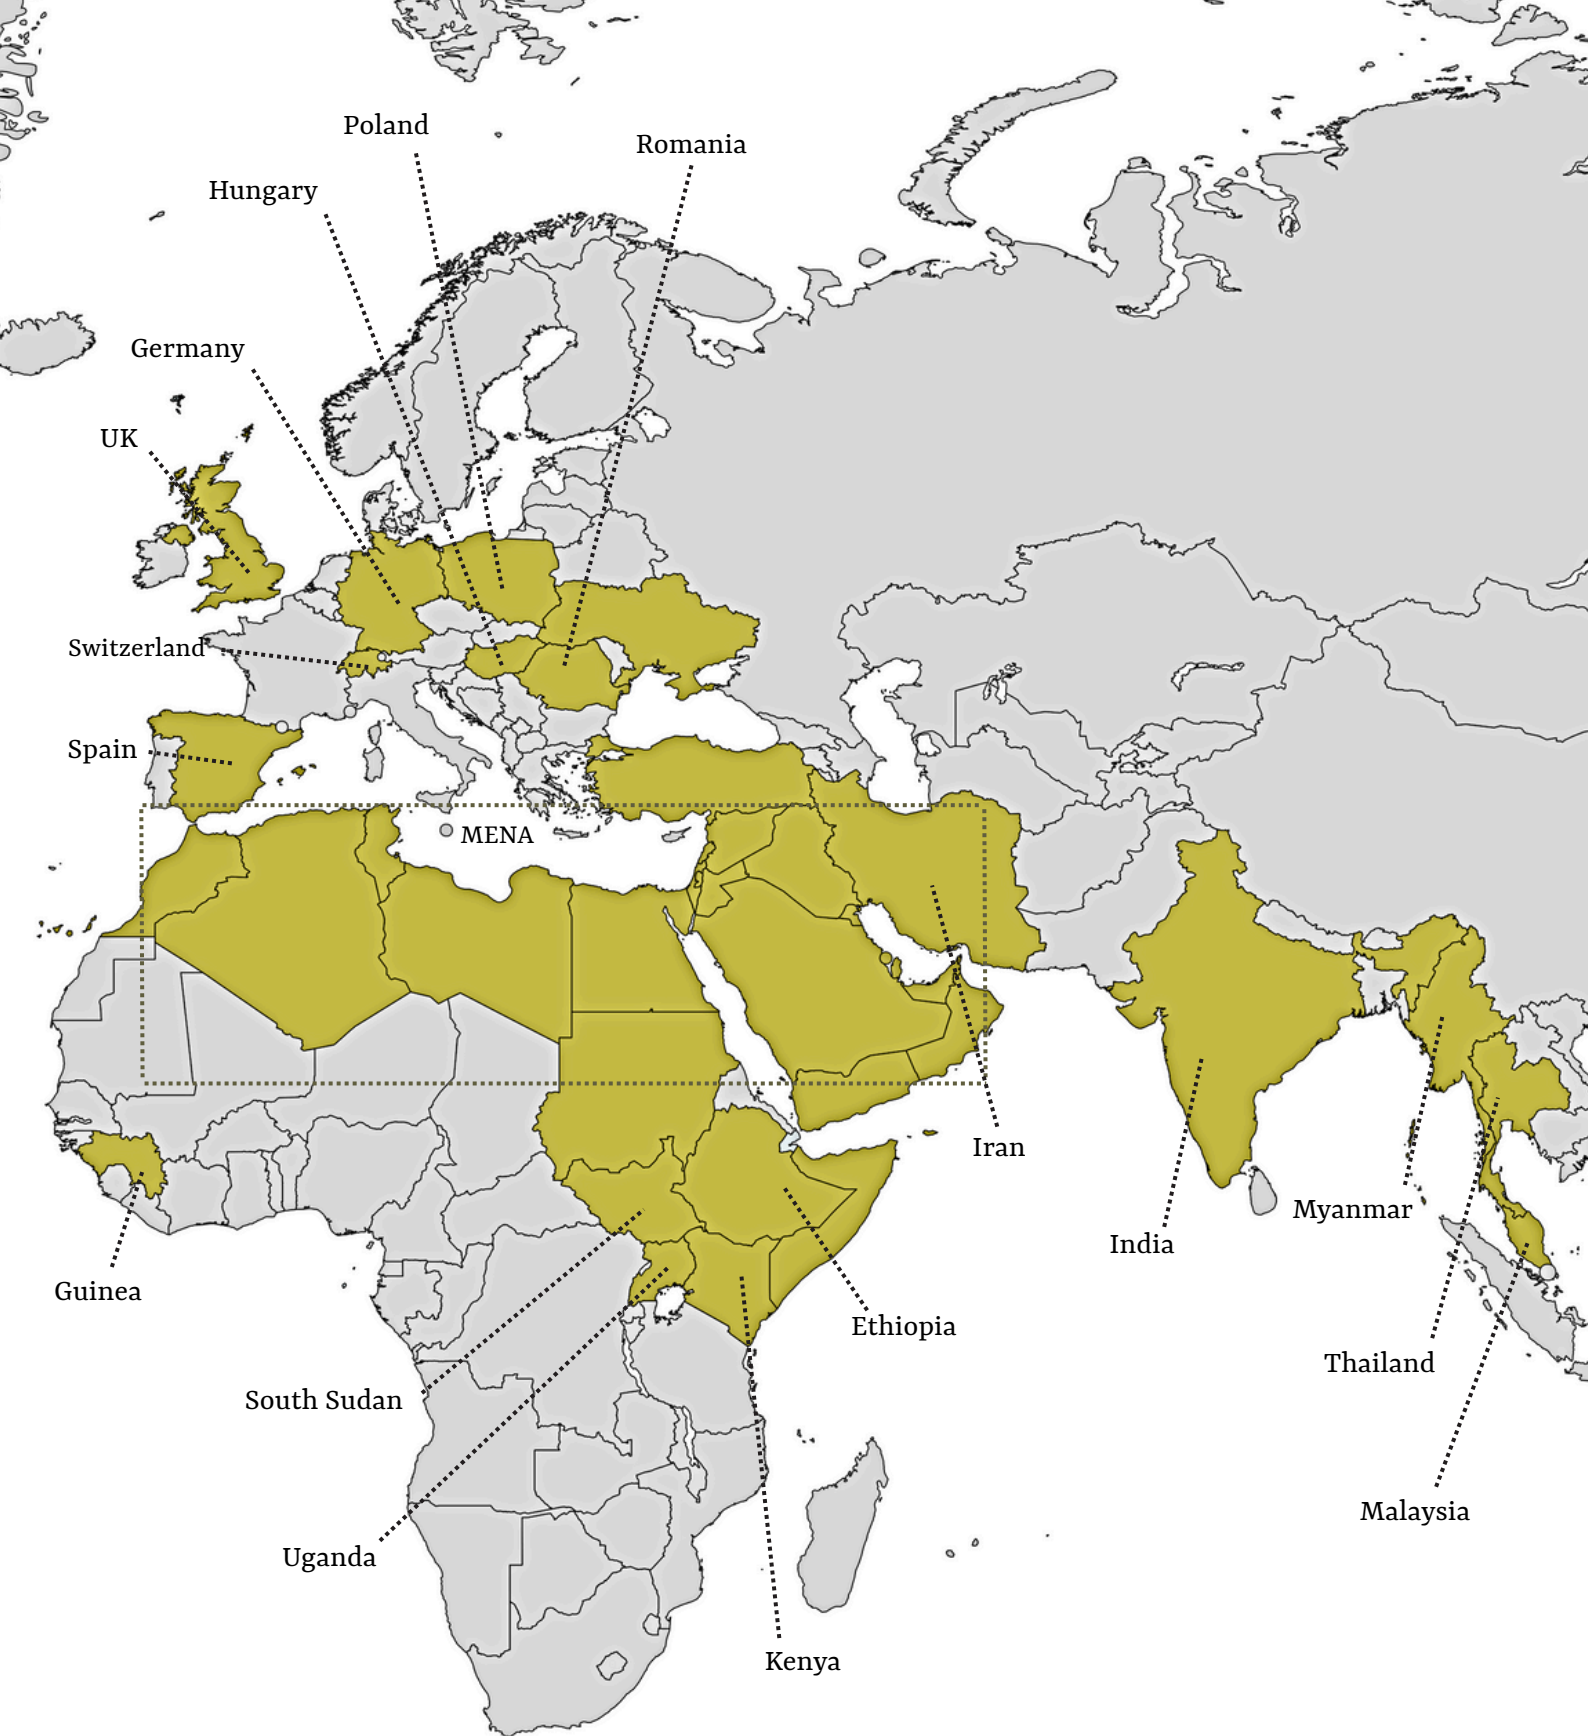 Poland
Romania
Hungary
Germany
UK
Switzerland
Spain
MENA
Iran
Myanmar
India
Guinea
Ethiopia
Thailand
South Sudan
Malaysia
Uganda
Kenya